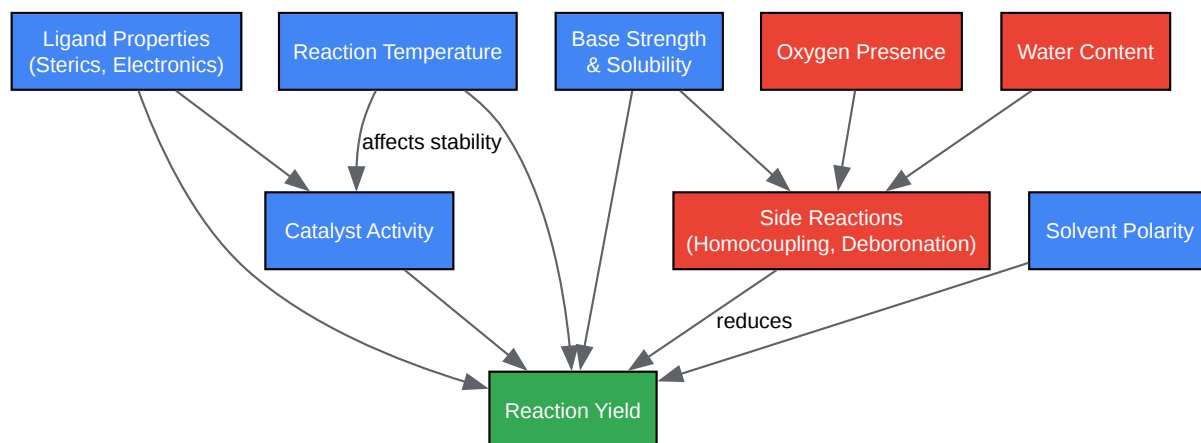 Ligand Properties
(Sterics, Electronics)
Reaction Temperature
Base Strength
& Solubility
Oxygen Presence
Water Content
affects stability
Catalyst Activity
Side Reactions
(Homocoupling, Deboronation)
Solvent Polarity
reduces
Reaction Yield